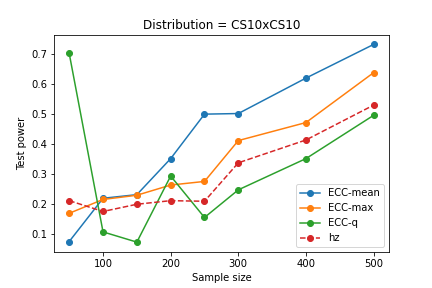 Distribution = CS10xCS10
Test power
0.7
0.6
0.5
0.4
0.3
0.2
0.1
ECC-mean
ECC-max
ECC-q
hz
100
200
300
400
500
Sample size